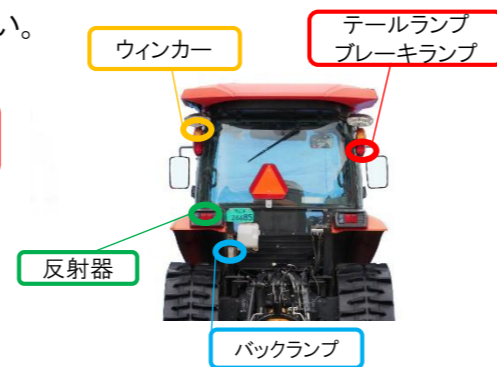 い。
ウィンカー
テールランプ
ブレーキランプ
反射器
バックランプ